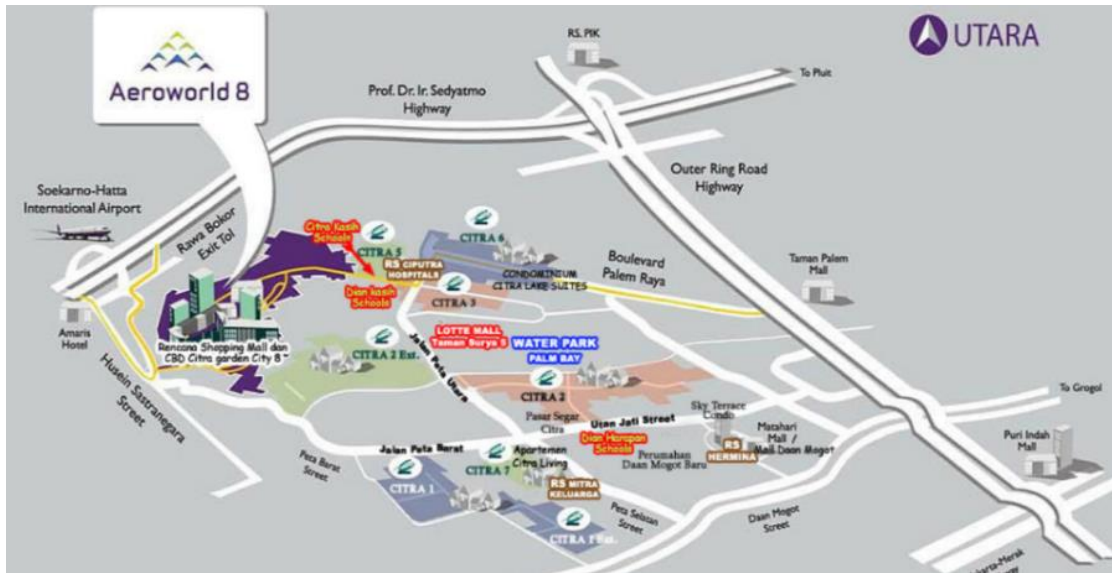 UTARA
RS. PIK
To Pluit
Aeroworld 8
Prof. Dr. Ir. Sedyatmo
Highway
Outer Ring Road
Highway
Soekarno-Hatta
International Airport
Rawa Bokor
Exit Tol
Citra Kasih
Schools
CITRA 5
CITRA 6
RS CIPUTRA
HOSPITALS
CONDOMINIUM
CITRA LAKE SUITES
Boulevard
Palem Raya
Taman Palem
Mall
Dian kasih
Schools
CITRA 3
Amaris
Hotel
LOTTE MALL
Taman Surya 5
WATER PARK
PALM BAY
Rencana Shopping Mall dan
CBD Citra garden City 8
CITRA 2 Ext.
Jalan Peta Utara
Husein Sastranegara
Street
CITRA 2
To Grogol
Pasar Segar
Citra
Utan Jati Street
Sky Terrace
Condo
Matahari
Mall /
Mall Daan Mogot
Puri Indah
Mall
Dian Harapan
Schools
RS
HERMINA
Jalan Peta Barat
Peta Barat
Street
CITRA 7
Apartemen
Citra Living
Perumahan
Daan Mogot Baru
CITRA 1
RS MITRA
KELUARGA
Peta Selatan
Street
Daan Mogot
Street
CITRA 1 Ext.